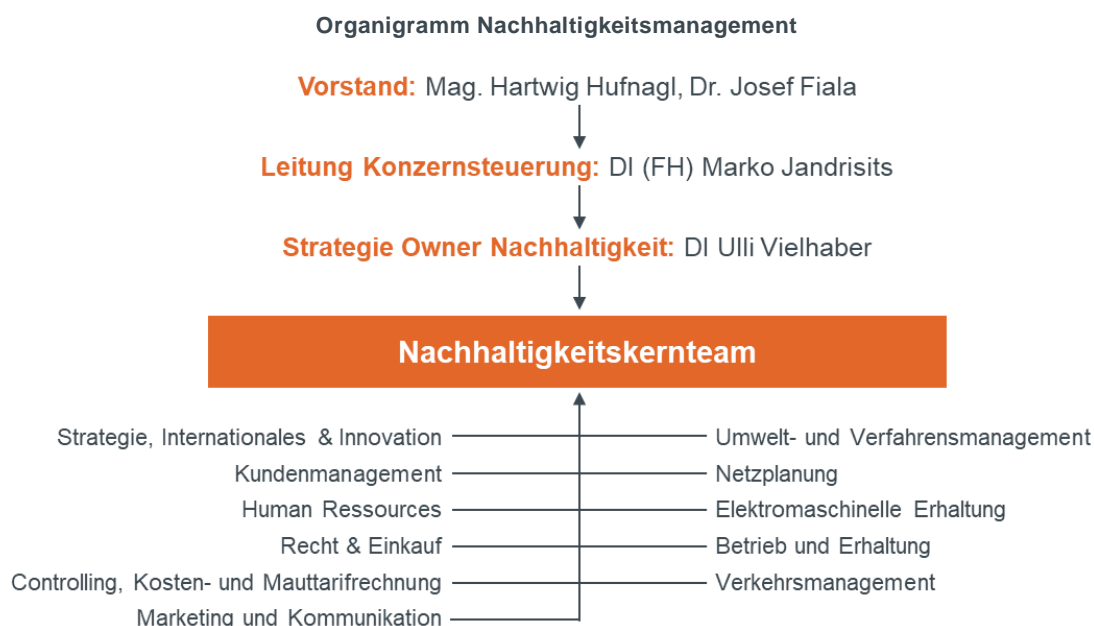 Organigramm Nachhaltigkeitsmanagement
Vorstand: Mag. Hartwig Hufnagl, Dr. Josef Fiala
Leitung Konzernsteuerung: DI (FH) Marko Jandrisits
Strategie Owner Nachhaltigkeit: DI Ulli Vielhaber
Nachhaltigkeitskernteam
Strategie, Internationales & Innovation
Umwelt- und Verfahrensmanagement
Kundenmanagement
Netzplanung
Human Ressources
Elektromaschinelle Erhaltung
Recht & Einkauf
Betrieb und Erhaltung
Controlling, Kosten- und Mauttarifrechnung
Verkehrsmanagement
Marketing und Kommunikation